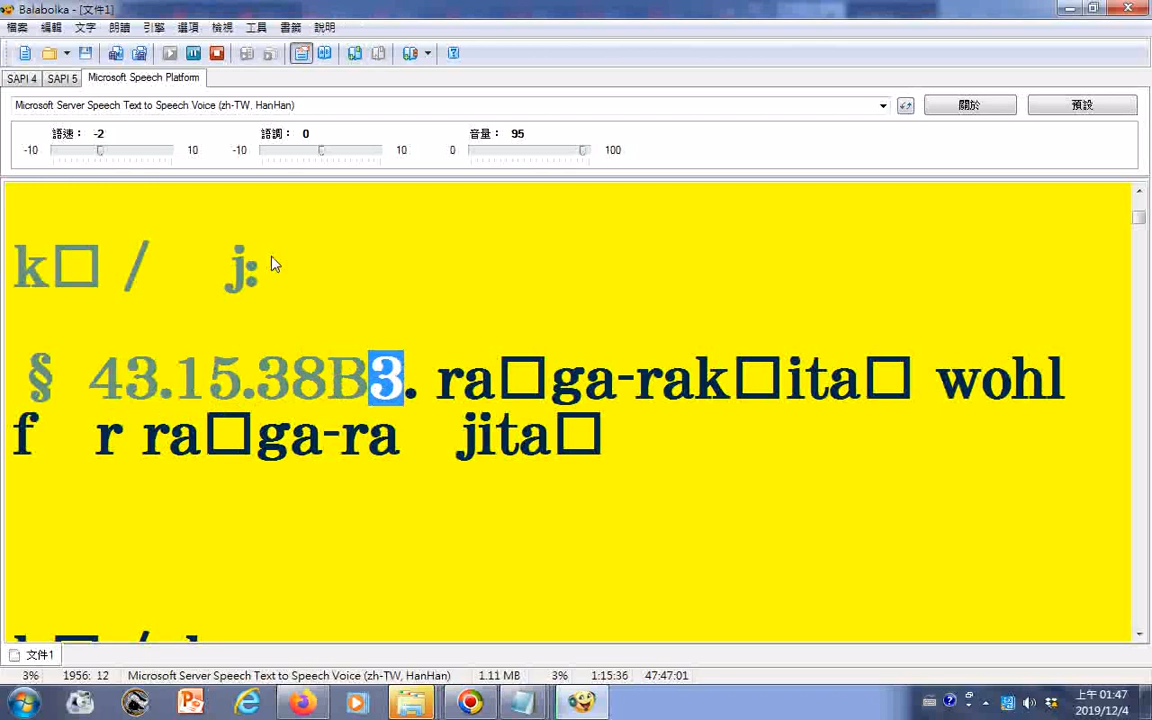 Balabolka - [文件1]
檔案 編輯 文字 朗讀 引擎 選項 檢視 工具 書籤 說明
SAPI 4 SAPI 5 Microsoft Speech Platform
Microsoft Server Speech Text to Speech Voice (zh-TW, HanHan) 關於 預設
語速： -2 語調： 0 音量： 95
-10 10 -10 10 0 100
k□ / j:
§ 43.15.38B3. ra□ga-rak□ita□ wohl
f r ra□ga-ra jita□
文件1
3% 1956: 12 Microsoft Server Speech Text to Speech Voice (zh-TW, HanHan) 1.11 MB 3% 1:15:36 47:47:01
上午 01:47
2019/12/4